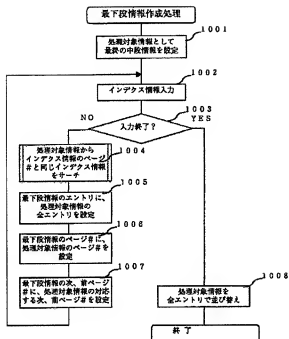 最下段情報作成処理
1001
処理対象情報として
最後の中段情報を設定
1002
インデクス情報入力
1003
NO
YES
入力終了?
1004
処理対象情報から
インデクス情報のページ
#と同じインデクス情報
をサーチ
1005
最下段情報のエントリに、
処理対象情報の
全エントリを設定
1006
最下段情報のページ#に、
処理対象情報のページ#を
設定
1007
最下段情報の次、前ページ
#に、処理対象情報の対応
する次、前ページ#を設定
1008
処理対象情報を
全エントリで並び替え
終了